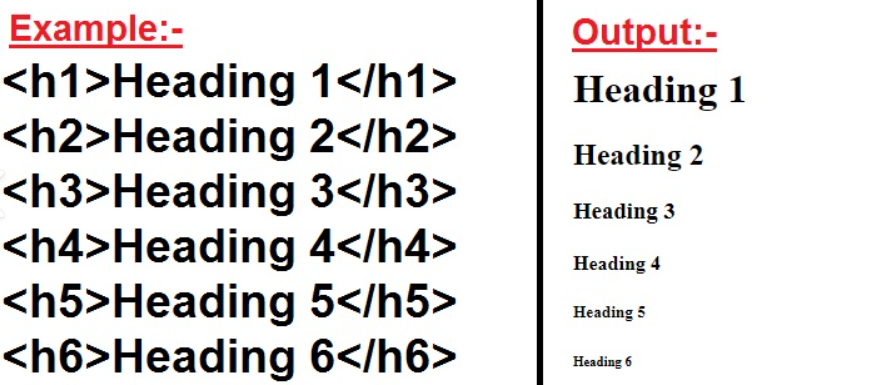 Example:-
<h1>Heading 1</h1>
<h2>Heading 2</h2>
<h3>Heading 3</h3>
<h4>Heading 4</h4>
<h5>Heading 5</h5>
<h6>Heading 6</h6>
Output:-
Heading 1
Heading 2
Heading 3
Heading 4
Heading 5
Heading 6